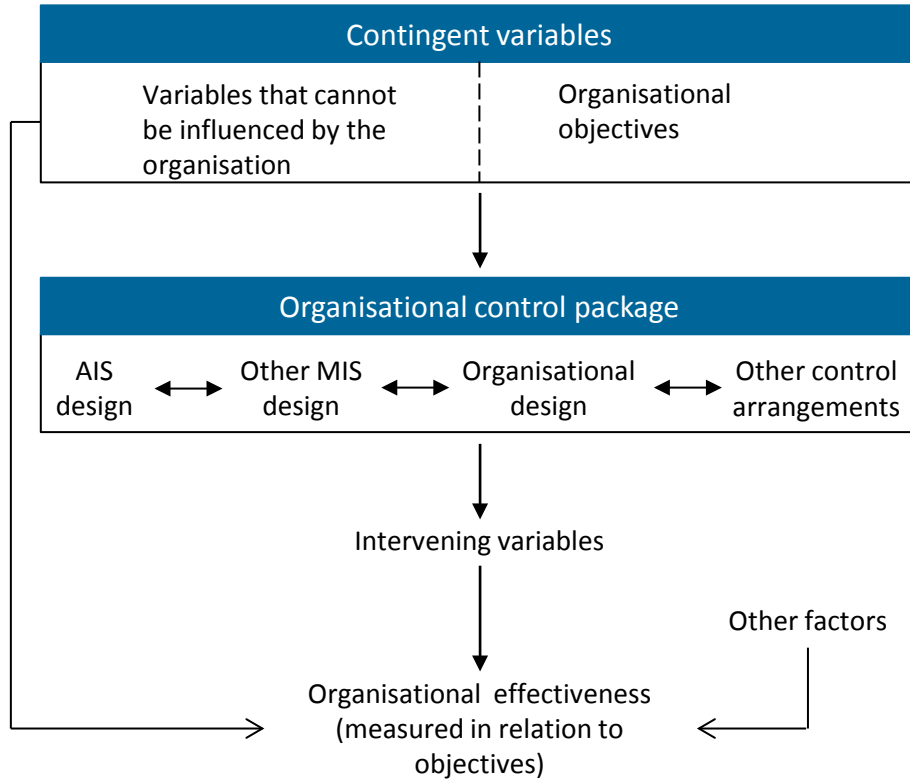 Contingent variables
Variables that cannot
be influenced by the
organisation
Organisational
objectives
Organisational control package
AIS
design
Other MIS
design
Organisational
design
Other control
arrangements
Intervening variables
Other factors
Organisational effectiveness
(measured in relation to
objectives)